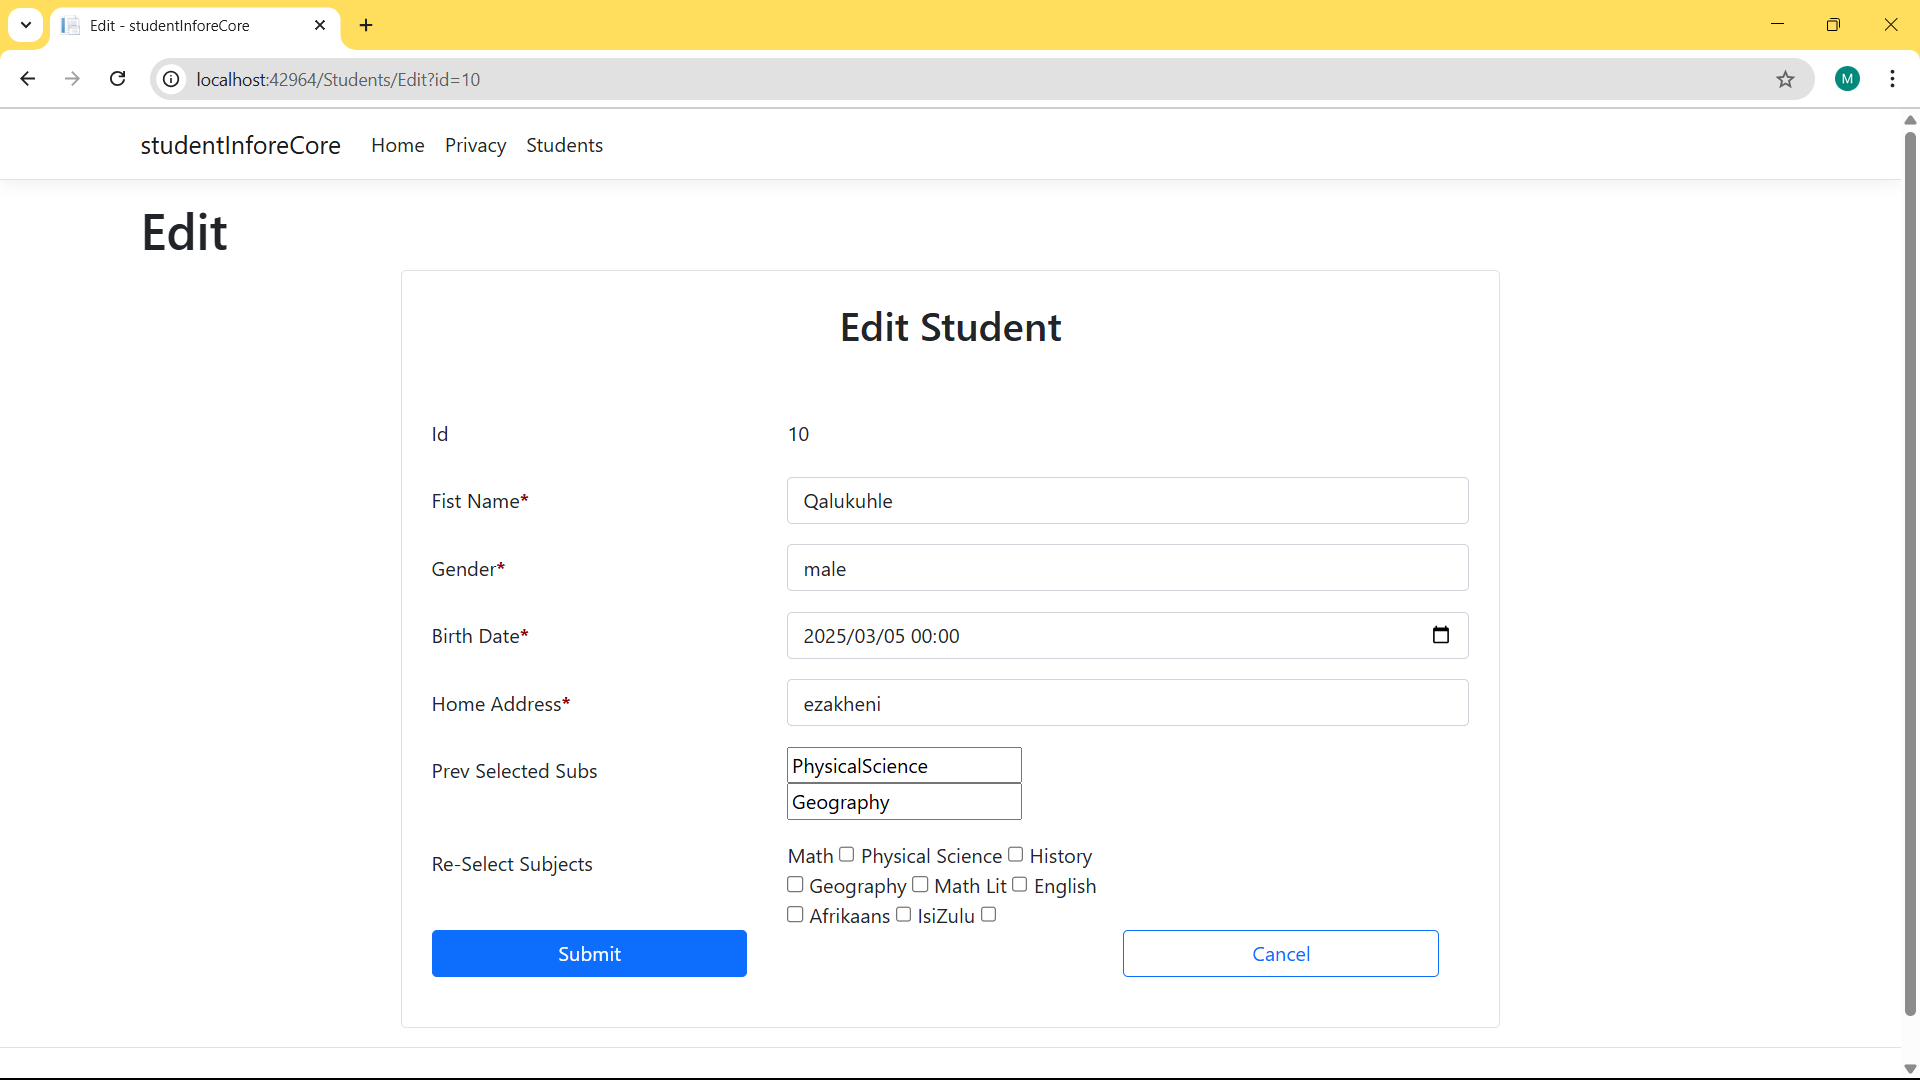 Edit - studentInforeCore
localhost:42964/Students/Edit?id=10
M
studentInforeCore Home Privacy Students
Edit
Edit Student
Id 10
Fist Name* Qalukuhle
Gender* male
Birth Date* 2025/03/05 00:00
Home Address* ezakheni
Prev Selected Subs PhysicalScience
Geography
Re-Select Subjects Math Physical Science History
Geography Math Lit English
Afrikaans IsiZulu
Submit Cancel